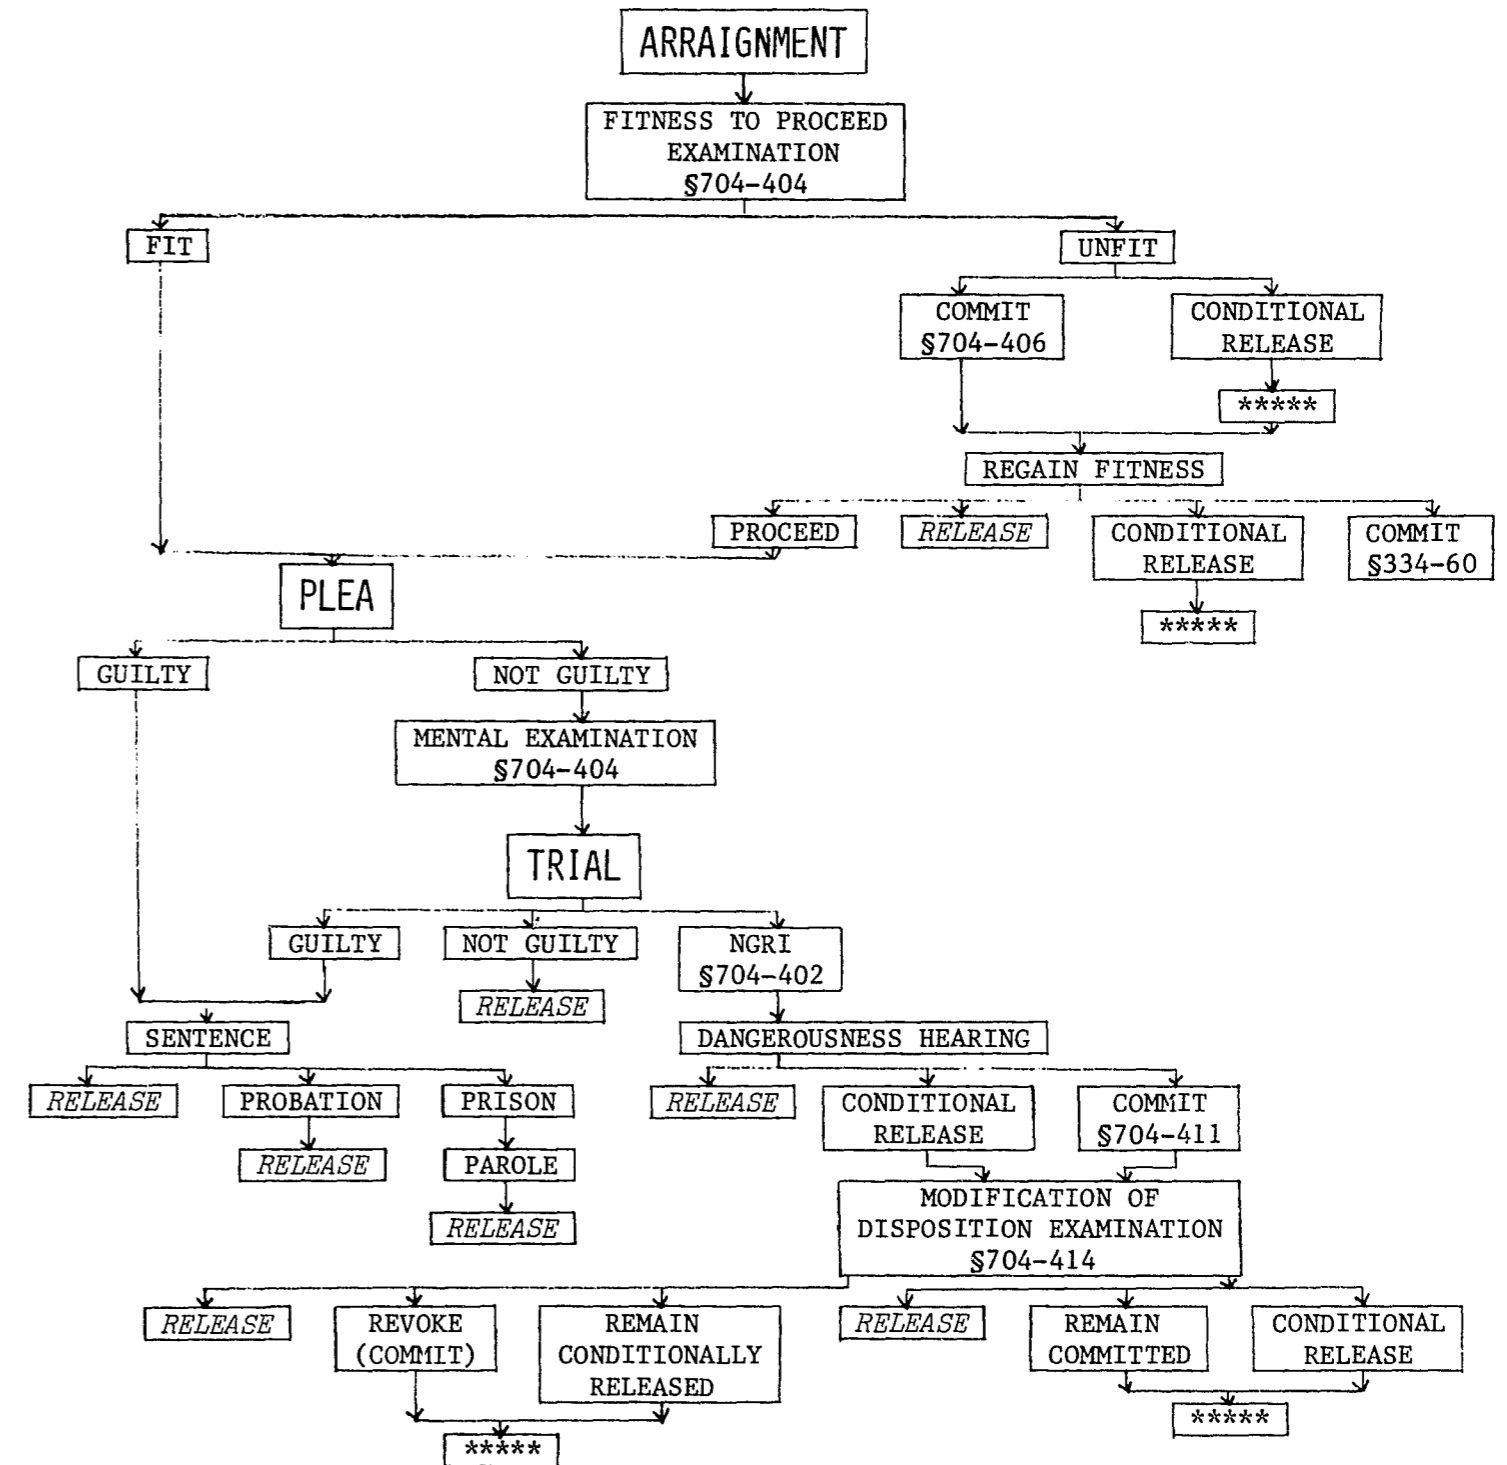 ARRAIGNMENT
FITNESS TO PROCEED
EXAMINATION
§704-404
FIT
UNFIT
COMMIT
§704-406
CONDITIONAL
RELEASE
*****
REGAIN FITNESS
PROCEED
RELEASE
CONDITIONAL
RELEASE
COMMIT
§334-60
*****
PLEA
GUILTY
NOT GUILTY
MENTAL EXAMINATION
§704-404
TRIAL
GUILTY
NOT GUILTY
NGRI
§704-402
RELEASE
SENTENCE
DANGEROUSNESS HEARING
RELEASE
PROBATION
PRISON
RELEASE
CONDITIONAL
RELEASE
COMMIT
§704-411
RELEASE
PAROLE
RELEASE
MODIFICATION OF
DISPOSITION EXAMINATION
§704-414
RELEASE
REVOKE
(COMMIT)
REMAIN
CONDITIONALLY
RELEASED
RELEASE
REMAIN
COMMITTED
CONDITIONAL
RELEASE
*****
*****